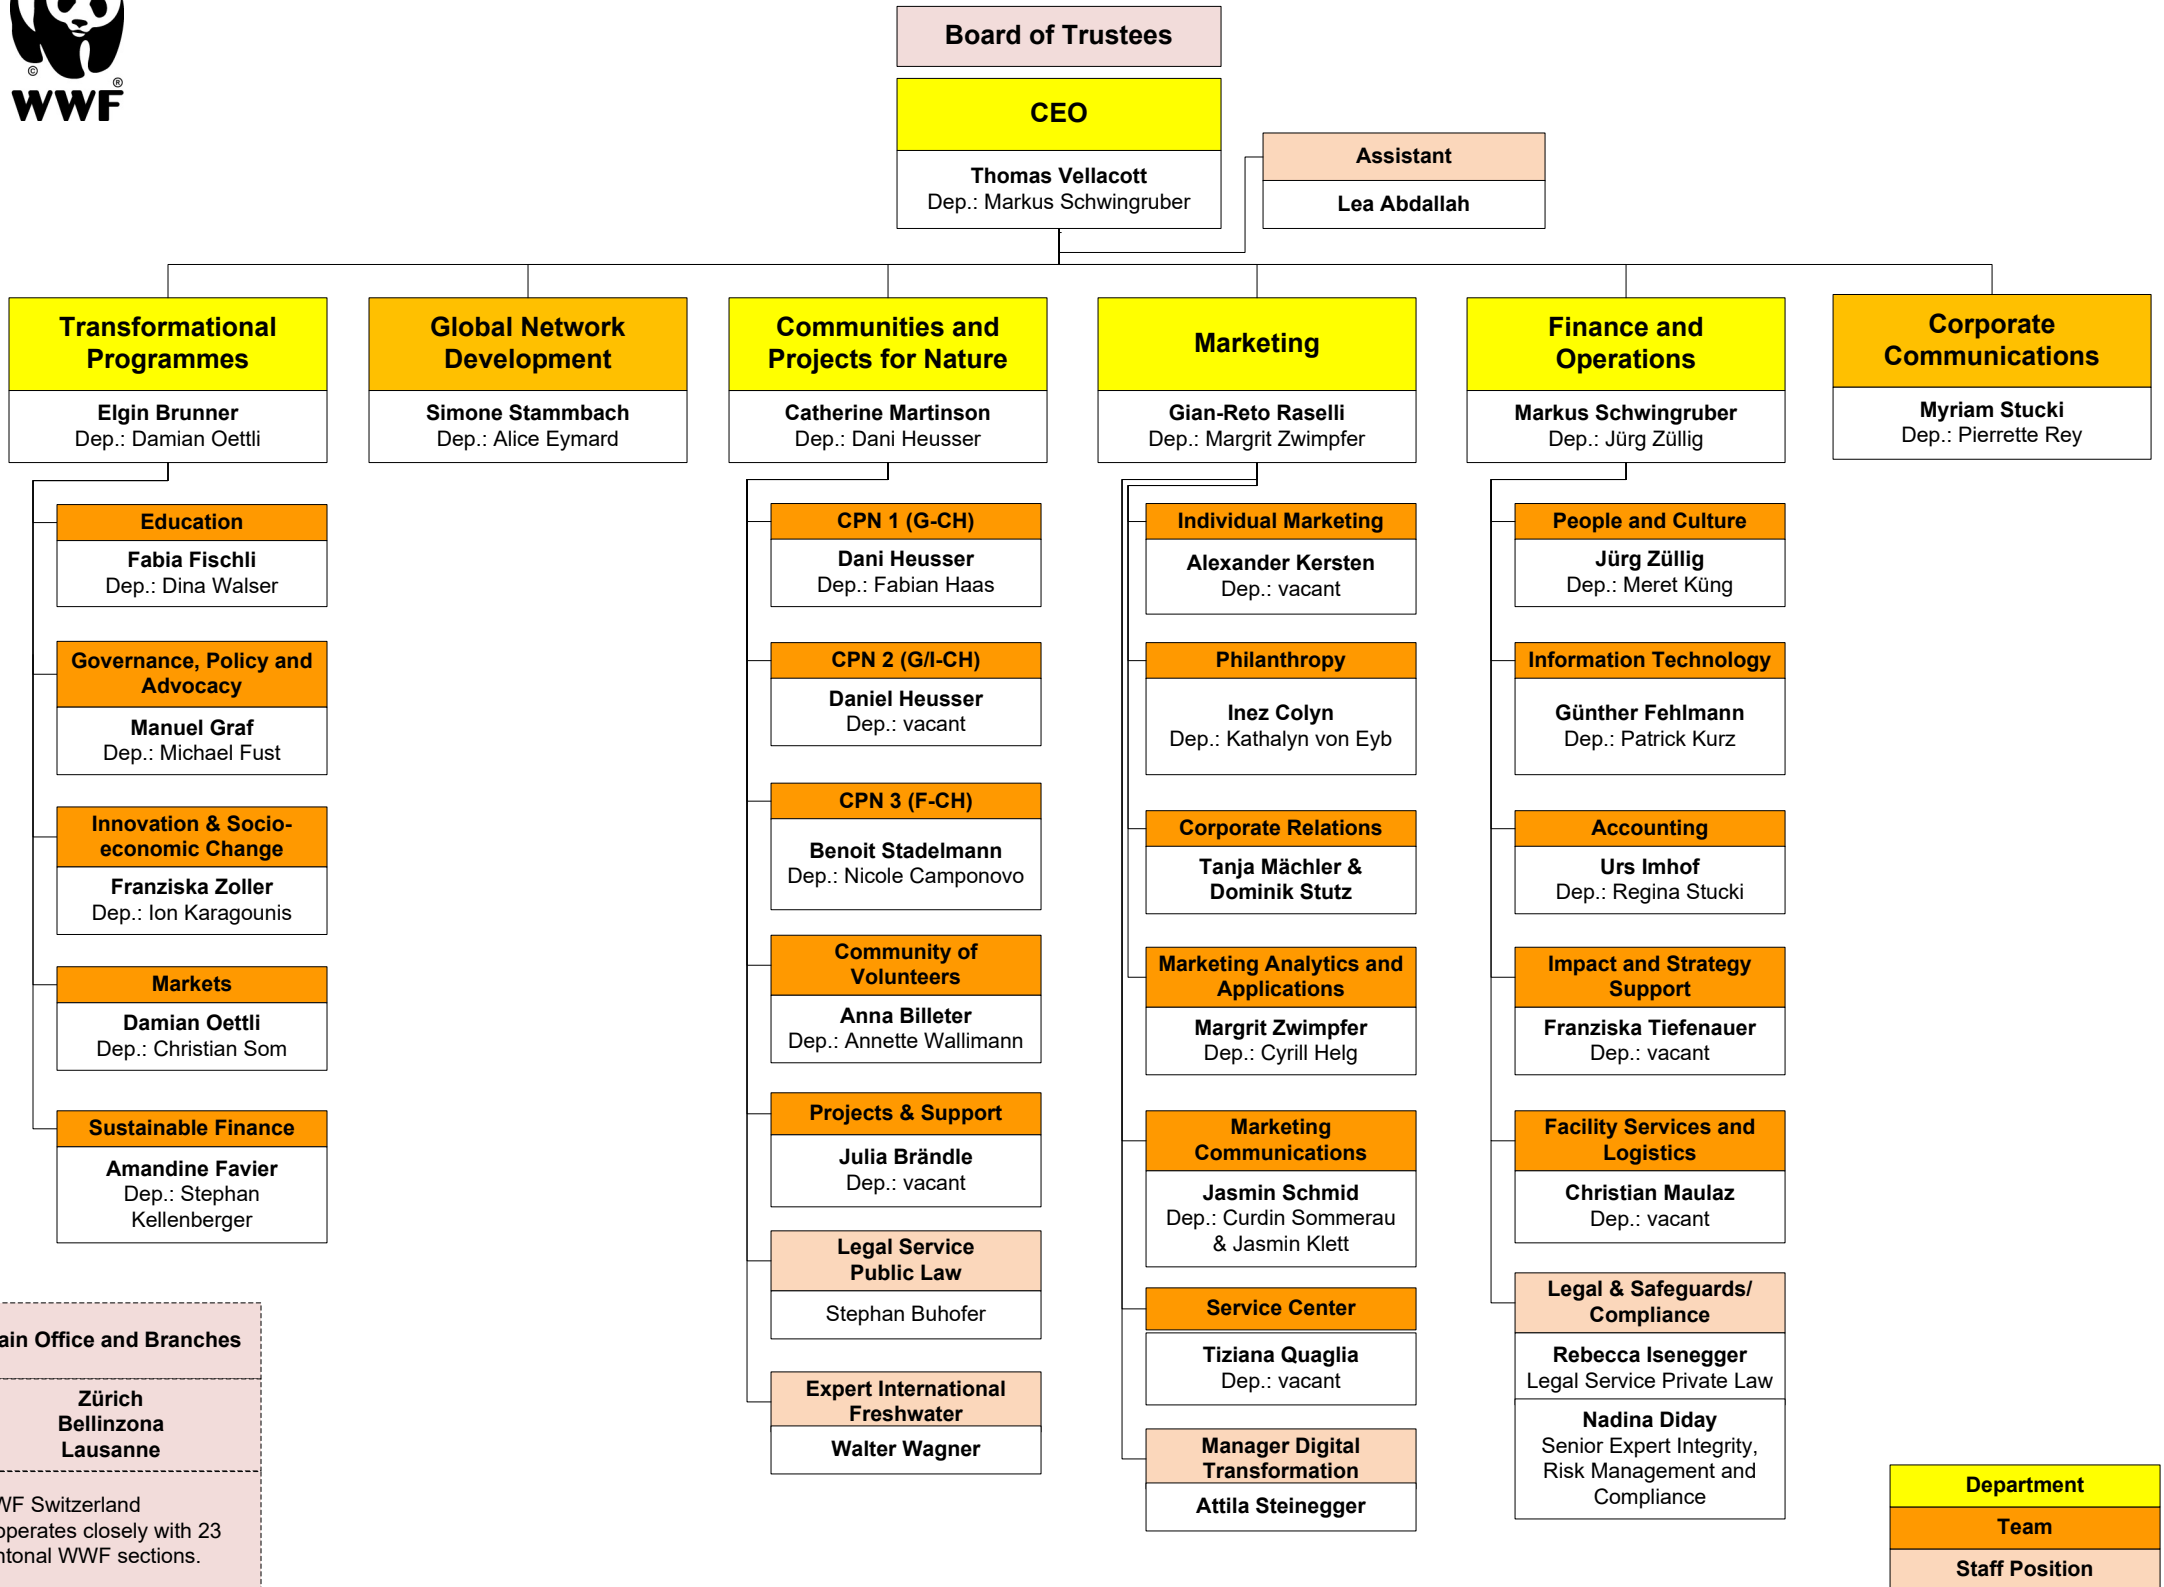 ©
®
WWF
Board of Trustees
CEO
Thomas Vellacott
Dep.: Markus Schwingruber
Assistant
Lea Abdallah
Transformational
Programmes
Elgin Brunner
Dep.: Damian Oettli
Global Network
Development
Simone Stammbach
Dep.: Alice Eymard
Communities and
Projects for Nature
Catherine Martinson
Dep.: Dani Heusser
Marketing
Gian-Reto Raselli
Dep.: Margrit Zwimpfer
Finance and
Operations
Markus Schwingruber
Dep.: Jürg Züllig
Corporate
Communications
Myriam Stucki
Dep.: Pierrette Rey
Education
Fabia Fischli
Dep.: Dina Walser
Governance, Policy and
Advocacy
Manuel Graf
Dep.: Michael Fust
Innovation & Socio-
economic Change
Franziska Zoller
Dep.: Ion Karagounis
Markets
Damian Oettli
Dep.: Christian Som
Sustainable Finance
Amandine Favier
Dep.: Stephan
Kellenberger
CPN 1 (G-CH)
Dani Heusser
Dep.: Fabian Haas
CPN 2 (G/I-CH)
Daniel Heusser
Dep.: vacant
CPN 3 (F-CH)
Benoit Stadelmann
Dep.: Nicole Camponovo
Community of
Volunteers
Anna Billeter
Dep.: Annette Wallimann
Projects & Support
Julia Brändle
Dep.: vacant
Legal Service
Public Law
Stephan Buhofer
Expert International
Freshwater
Walter Wagner
Individual Marketing
Alexander Kersten
Dep.: vacant
Philanthropy
Inez Colyn
Dep.: Kathalyn von Eyb
Corporate Relations
Tanja Mächler &
Dominik Stutz
Marketing Analytics and
Applications
Margrit Zwimpfer
Dep.: Cyrill Helg
Marketing
Communications
Jasmin Schmid
Dep.: Curdin Sommerau
& Jasmin Klett
Service Center
Tiziana Quaglia
Dep.: vacant
Manager Digital
Transformation
Attila Steinegger
People and Culture
Jürg Züllig
Dep.: Meret Küng
Information Technology
Günther Fehlmann
Dep.: Patrick Kurz
Accounting
Urs Imhof
Dep.: Regina Stucki
Impact and Strategy
Support
Franziska Tiefenauer
Dep.: vacant
Facility Services and
Logistics
Christian Maulaz
Dep.: vacant
Legal & Safeguards/
Compliance
Rebecca Isenegger
Legal Service Private Law
Nadina Diday
Senior Expert Integrity,
Risk Management and
Compliance
ain Office and Branches
Zürich
Bellinzona
Lausanne
WF Switzerland
operates closely with 23
ntonal WWF sections.
Department
Team
Staff Position